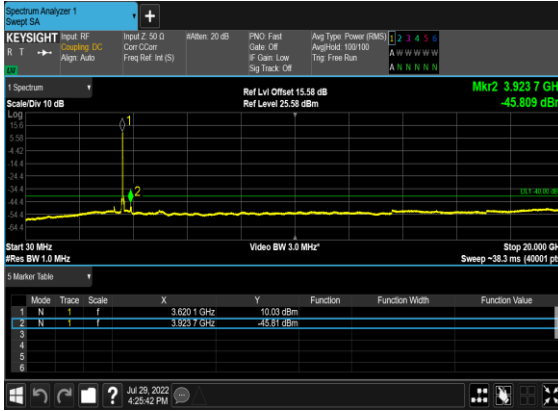 Spectrum Analyzer 1
Swept SA
+
KEYSIGHT
R T
Input: RF
Coupling: DC
Align: Auto
Input Z: 50 Ω
Corr CCorr
Freq Ref: Int (S)
#Atten: 20 dB
PNO: Fast
Gate: Off
IF Gain: Low
Sig Track: Off
Avg Type: Power (RMS)
Avg|Hold: 100/100
Trig: Free Run
1 2 3 4 5 6
A W W W W W
A N N N N N
1 Spectrum
Scale/Div 10 dB
Ref Lvl Offset 15.58 dB
Ref Level 25.58 dBm
Mkr2 3.923 7 GH
-45.809 dBr
Log
15.6
5.58
-4.42
-14.4
-24.4
-34.4
-44.4
-54.4
-64.4
1
2
DL1 -40.00 dB
Start 30 MHz
#Res BW 1.0 MHz
Video BW 3.0 MHz*
Stop 20.000 GH
Sweep ~38.3 ms (40001 pt
5 Marker Table
Mode Trace Scale X Y Function Function Width Function Value
1 N 1 f 3.620 1 GHz 10.03 dBm
2 N 1 f 3.923 7 GHz -45.81 dBm
3
4
5
6
?
Jul 29, 2022
4:25:42 PM